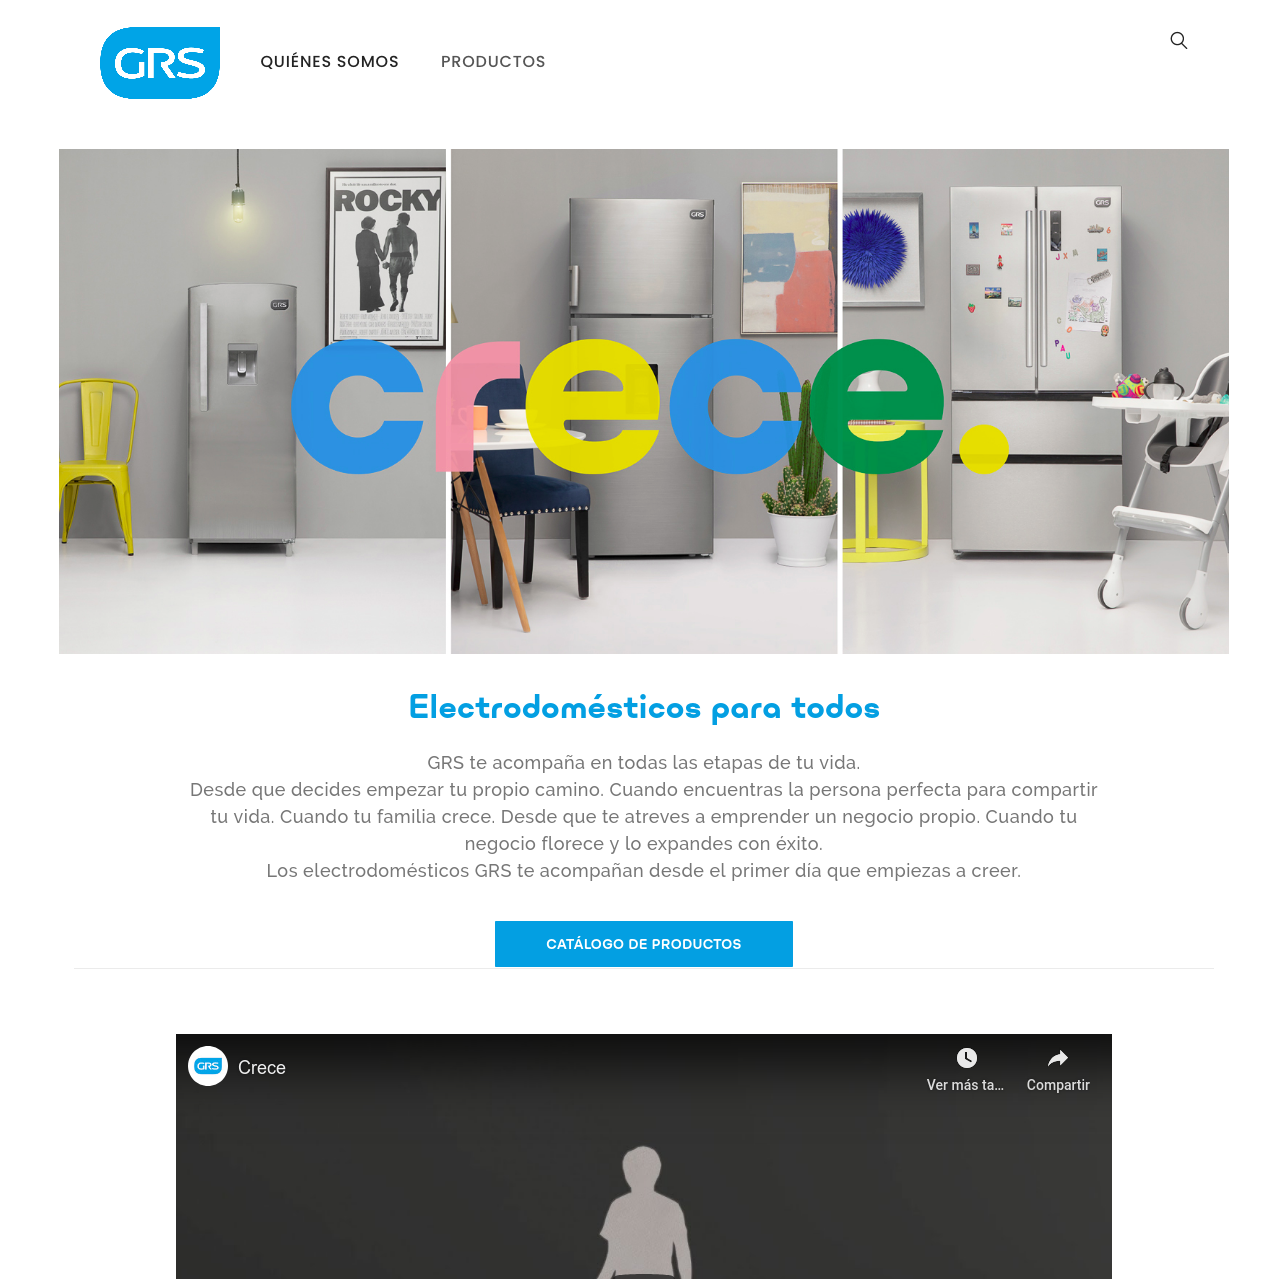 GRS
QUIÉNES SOMOS
PRODUCTOS
ROCKY
GRS
GRS
GRS
crece.
Electrodomésticos para todos
GRS te acompaña en todas las etapas de tu vida.
Desde que decides empezar tu propio camino. Cuando encuentras la persona perfecta para compartir
tu vida. Cuando tu familia crece. Desde que te atreves a emprender un negocio propio. Cuando tu
negocio florece y lo expandes con éxito.
Los electrodomésticos GRS te acompañan desde el primer día que empiezas a creer.
CATÁLOGO DE PRODUCTOS
GRS
Crece
Ver más ta...
Compartir